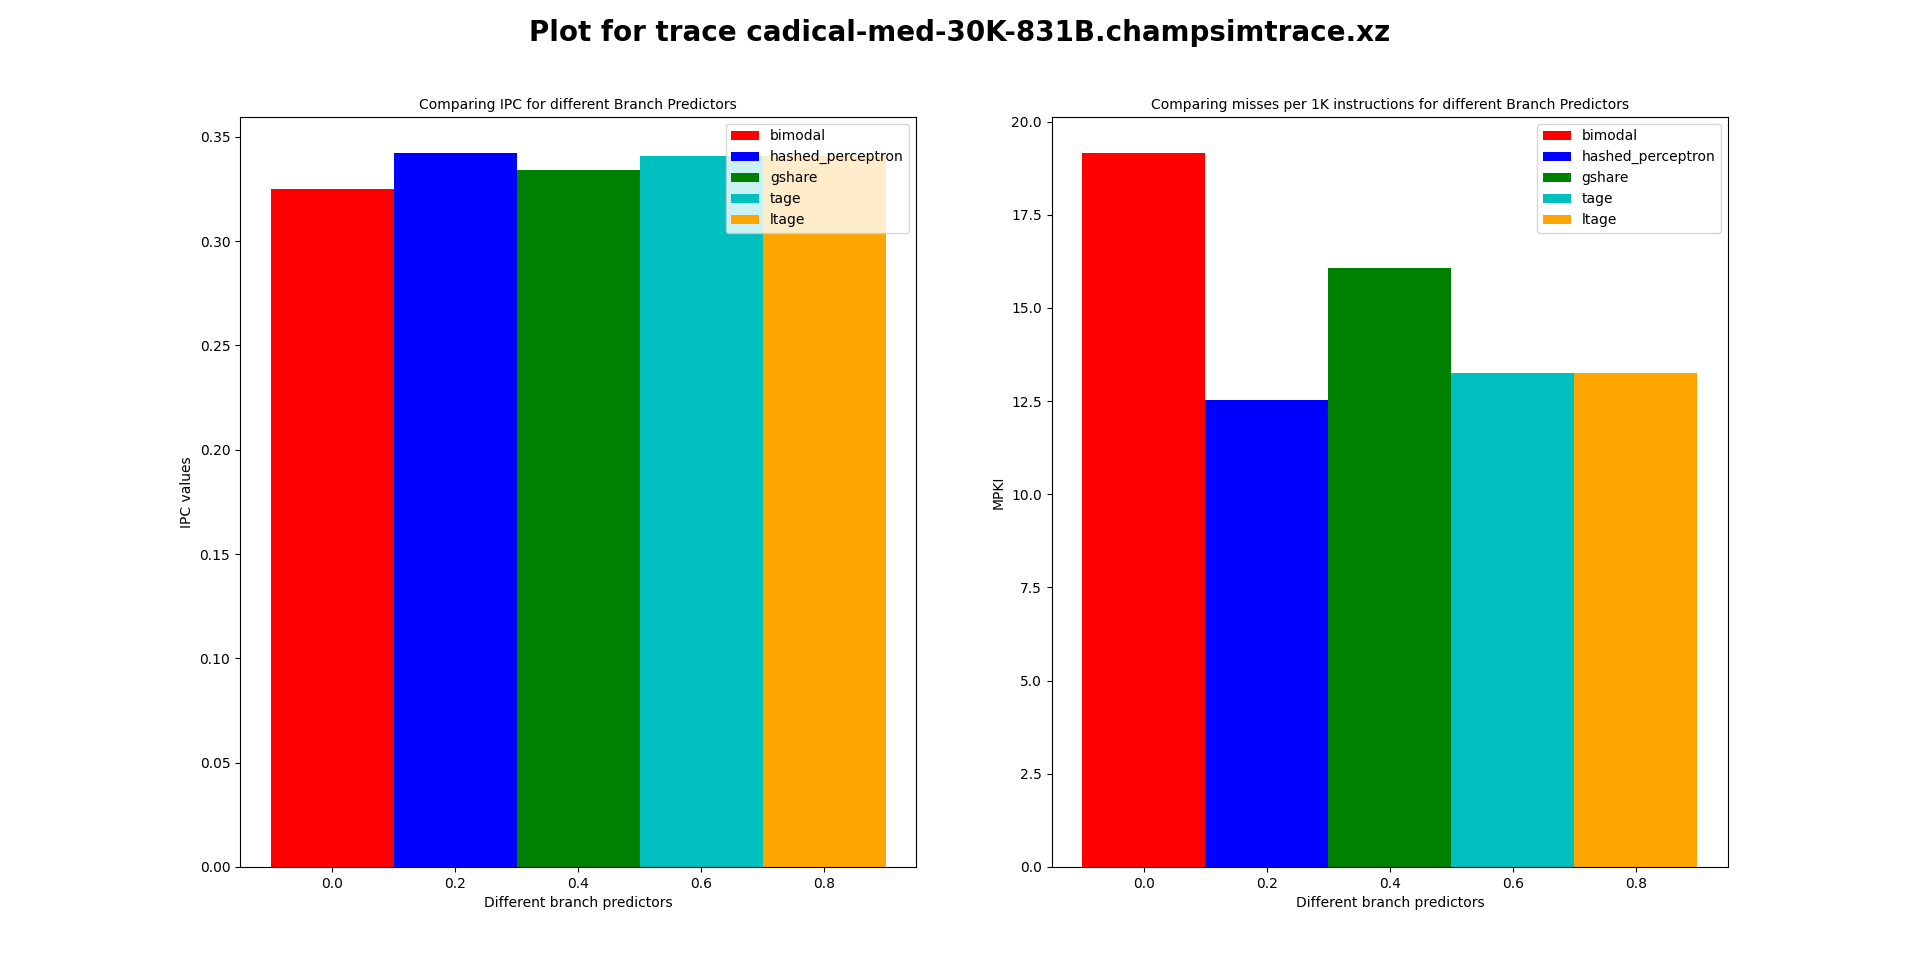 Plot for trace cadical-med-30K-831B.champsimtrace.xz
Comparing IPC for different Branch Predictors
bimodal
hashed_perceptron
gshare
tage
ltage
0.35
0.30
0.25
0.20
0.15
0.10
0.05
0.00
IPC values
0.0 0.2 0.4 0.6 0.8
Different branch predictors
Comparing misses per 1K instructions for different Branch Predictors
bimodal
hashed_perceptron
gshare
tage
ltage
20.0
17.5
15.0
12.5
10.0
7.5
5.0
2.5
0.0
MPKI
0.0 0.2 0.4 0.6 0.8
Different branch predictors